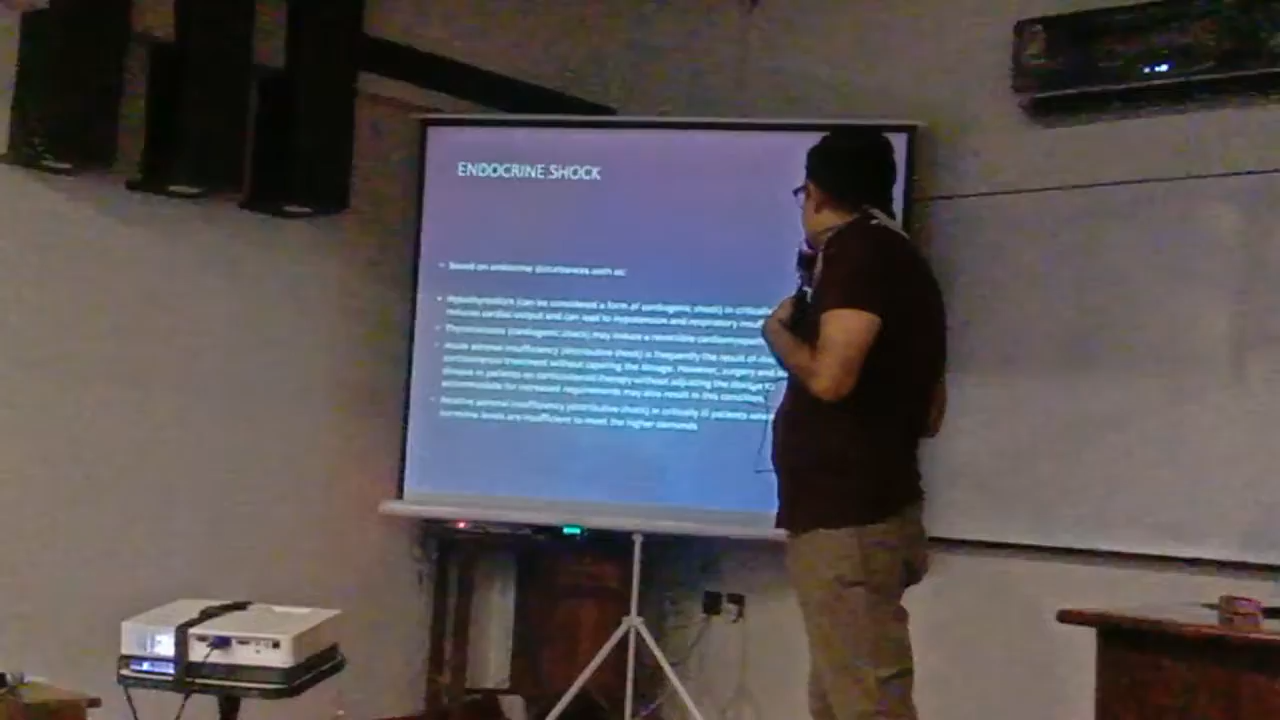 ENDOCRINE SHOCK
• Based on endocrine disturbances such as:
• Hypothyroidism (can be considered a form of cardiogenic shock) in critically
reduces cardiac output and can lead to hypotension and respiratory
• Thyrotoxicosis (cardiogenic shock) may induce a reversible
• Acute adrenal insufficiency (distributive shock) is frequently the result of
corticosteroid treatment without tapering the dosage. However, surgery and
disease in patients on corticosteroid therapy without adjusting the dosage to
accommodate for increased requirements may also result in this condition.
• Relative adrenal insufficiency (distributive shock) in critically ill patients where
hormone levels are insufficient to meet the higher demands